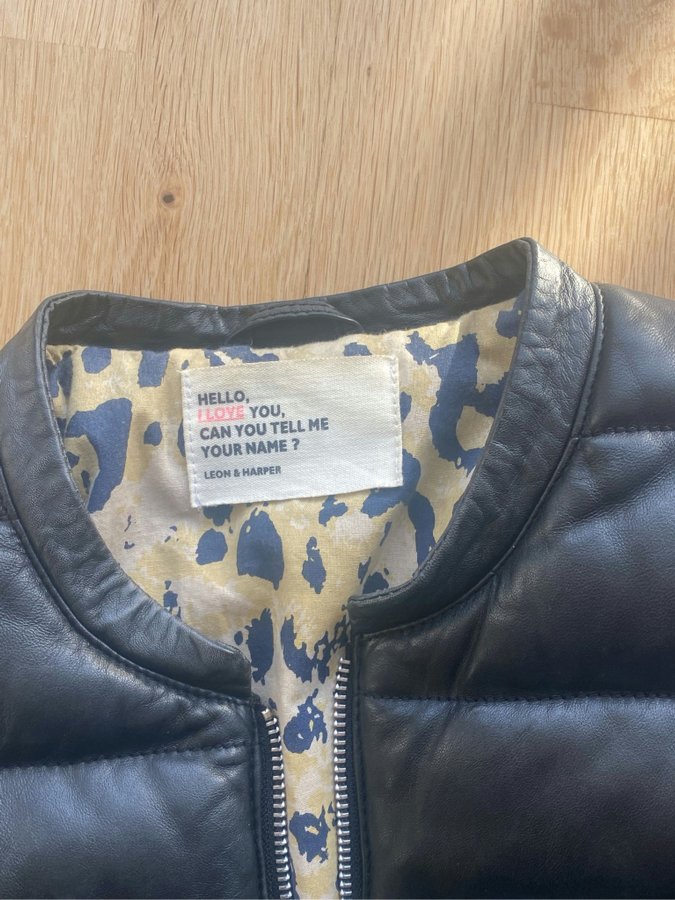 HELLO,
I LOVE YOU,
CAN YOU TELL ME
YOUR NAME ?
LEON & HARPER